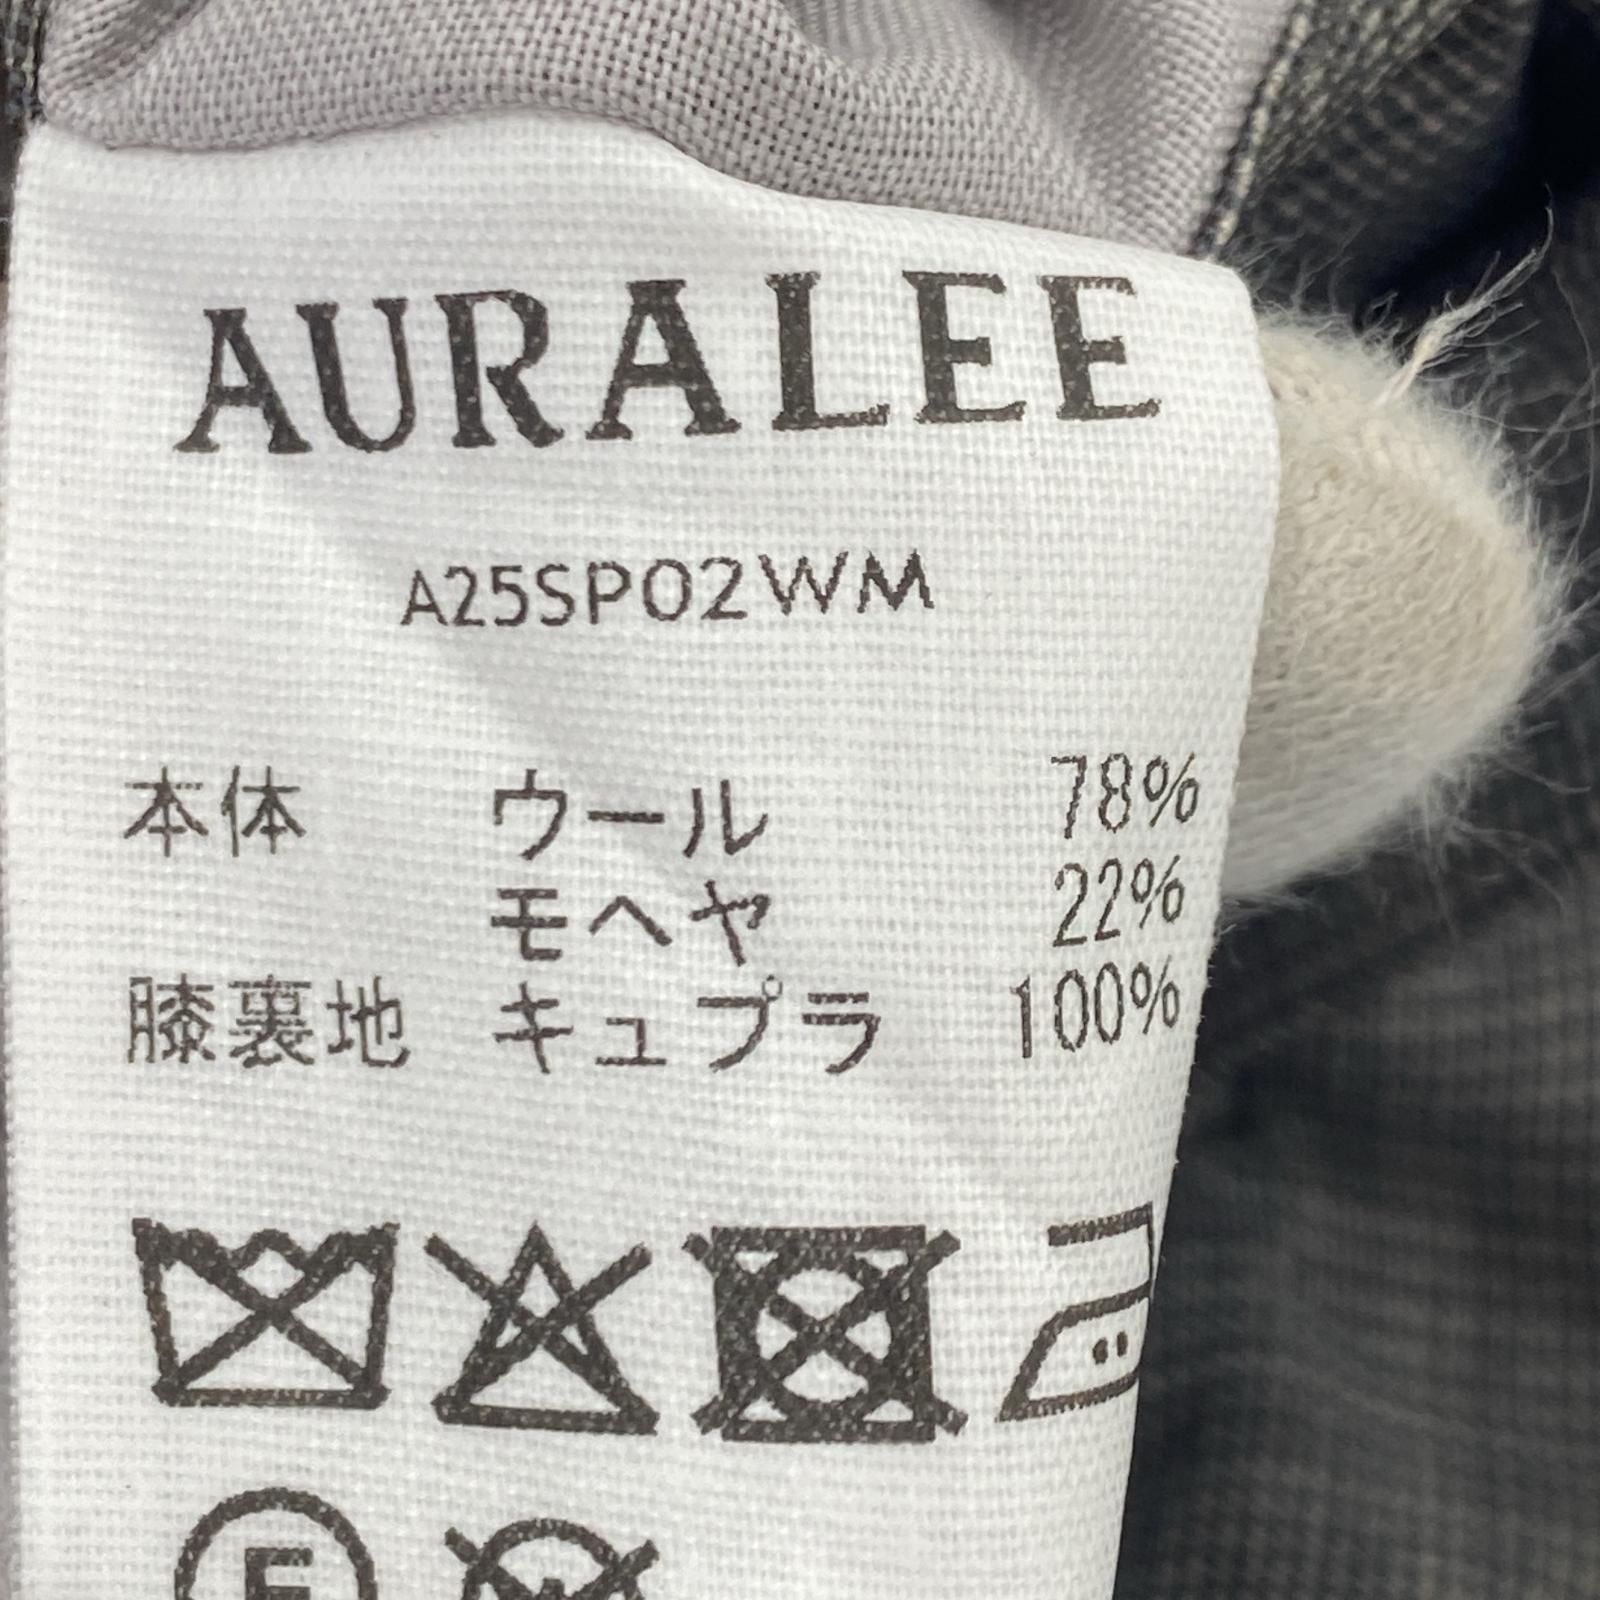 AURALEE
A25SP02WM
本体 ウール 78%
モヘヤ 22%
膝裏地 キュプラ 100%